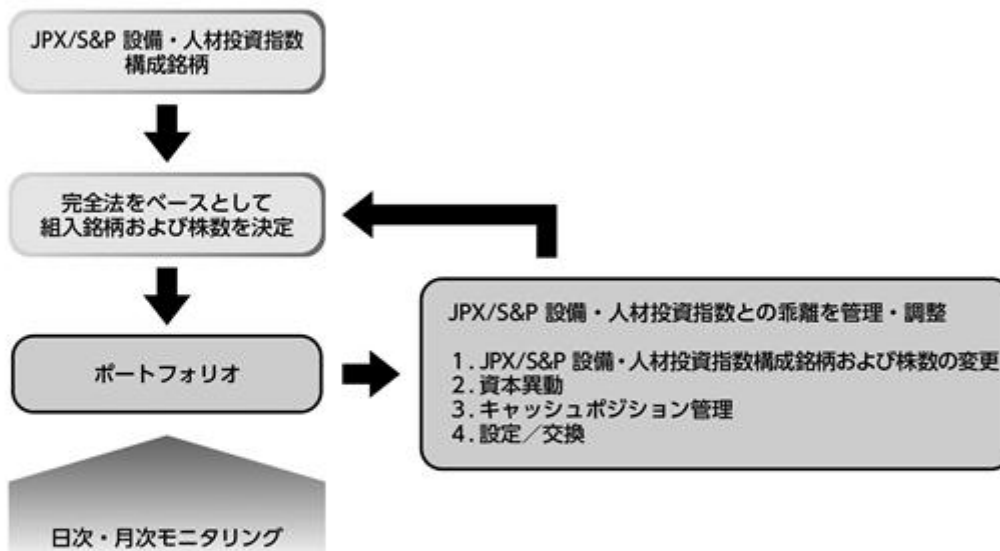 JPX/S&P 設備・人材投資指数
構成銘柄
完全法をベースとして
組入銘柄および株数を決定
ポートフォリオ
JPX/S&P 設備・人材投資指数との乖離を管理・調整
1.JPX/S&P 設備・人材投資指数構成銘柄および株数の変更
2.資本異動
3.キャッシュポジション管理
4.設定／交換
日次・月次モニタリング